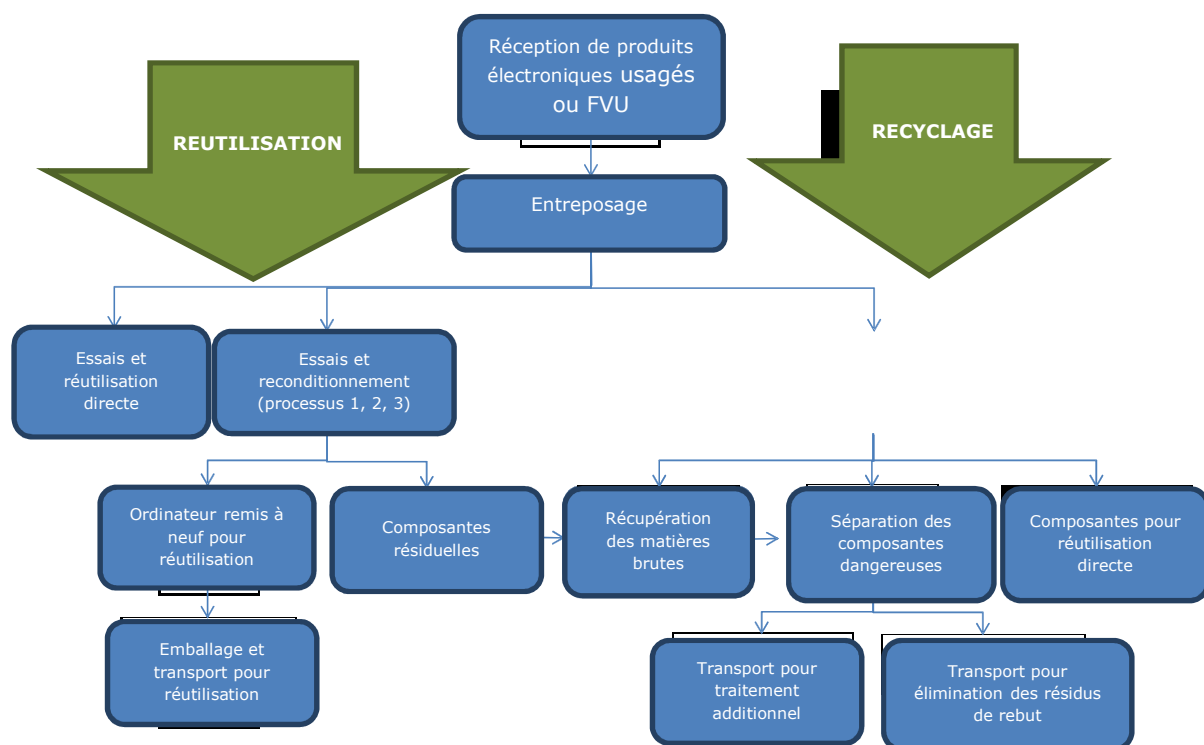 Réception de produits
électroniques usagés
ou FVU
REUTILISATION
RECYCLAGE
Entreposage
Essais et
réutilisation
directe
Essais et
reconditionnement
(processus 1, 2, 3)
Ordinateur remis à
neuf pour
réutilisation
Composantes
résiduelles
Récupération
des matières
brutes
Séparation des
composantes
dangereuses
Composantes pour
réutilisation
directe
Emballage et
transport pour
réutilisation
Transport pour
traitement
additionnel
Transport pour
élimination des résidus
de rebut